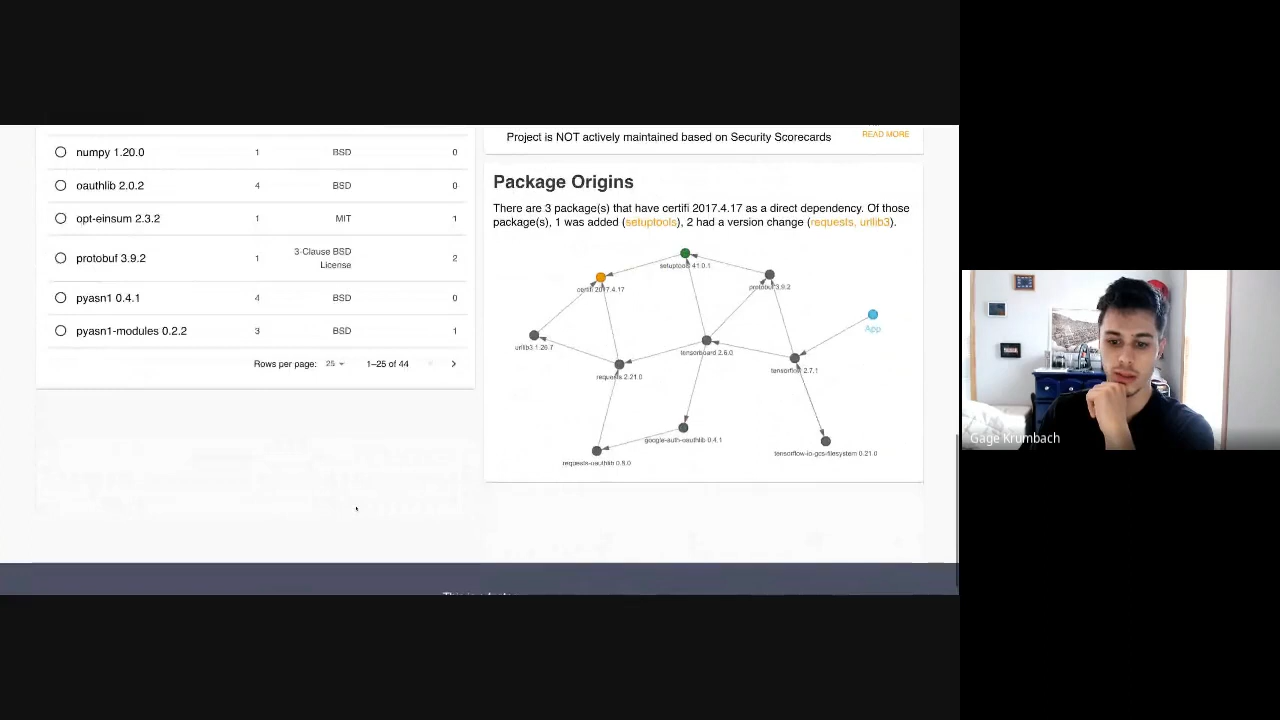 Project is NOT actively maintained based on Security Scorecards
READ MORE
numpy 1.20.0 1 BSD 0
oauthlib 2.0.2 4 BSD 0
opt-einsum 2.3.2 1 MIT 1
protobuf 3.9.2 1 3-Clause BSD License 2
pyasn1 0.4.1 4 BSD 0
pyasn1-modules 0.2.2 3 BSD 1
Rows per page: 25 1–25 of 44
Package Origins
There are 3 package(s) that have certifi 2017.4.17 as a direct dependency. Of those
package(s), 1 was added (setuptools), 2 had a version change (requests, urllib3).
setuptools 41.0.1
certifi 2017.4.17
protobuf 3.9.2
App
urllib3 1.26.7
tensorboard 2.6.0
tensorflow 2.7.1
requests 2.21.0
google-auth-oauthlib 0.4.1
tensorflow-io-gcs-filesystem 0.21.0
requests-oauthlib 0.8.0
Gage Krumbach